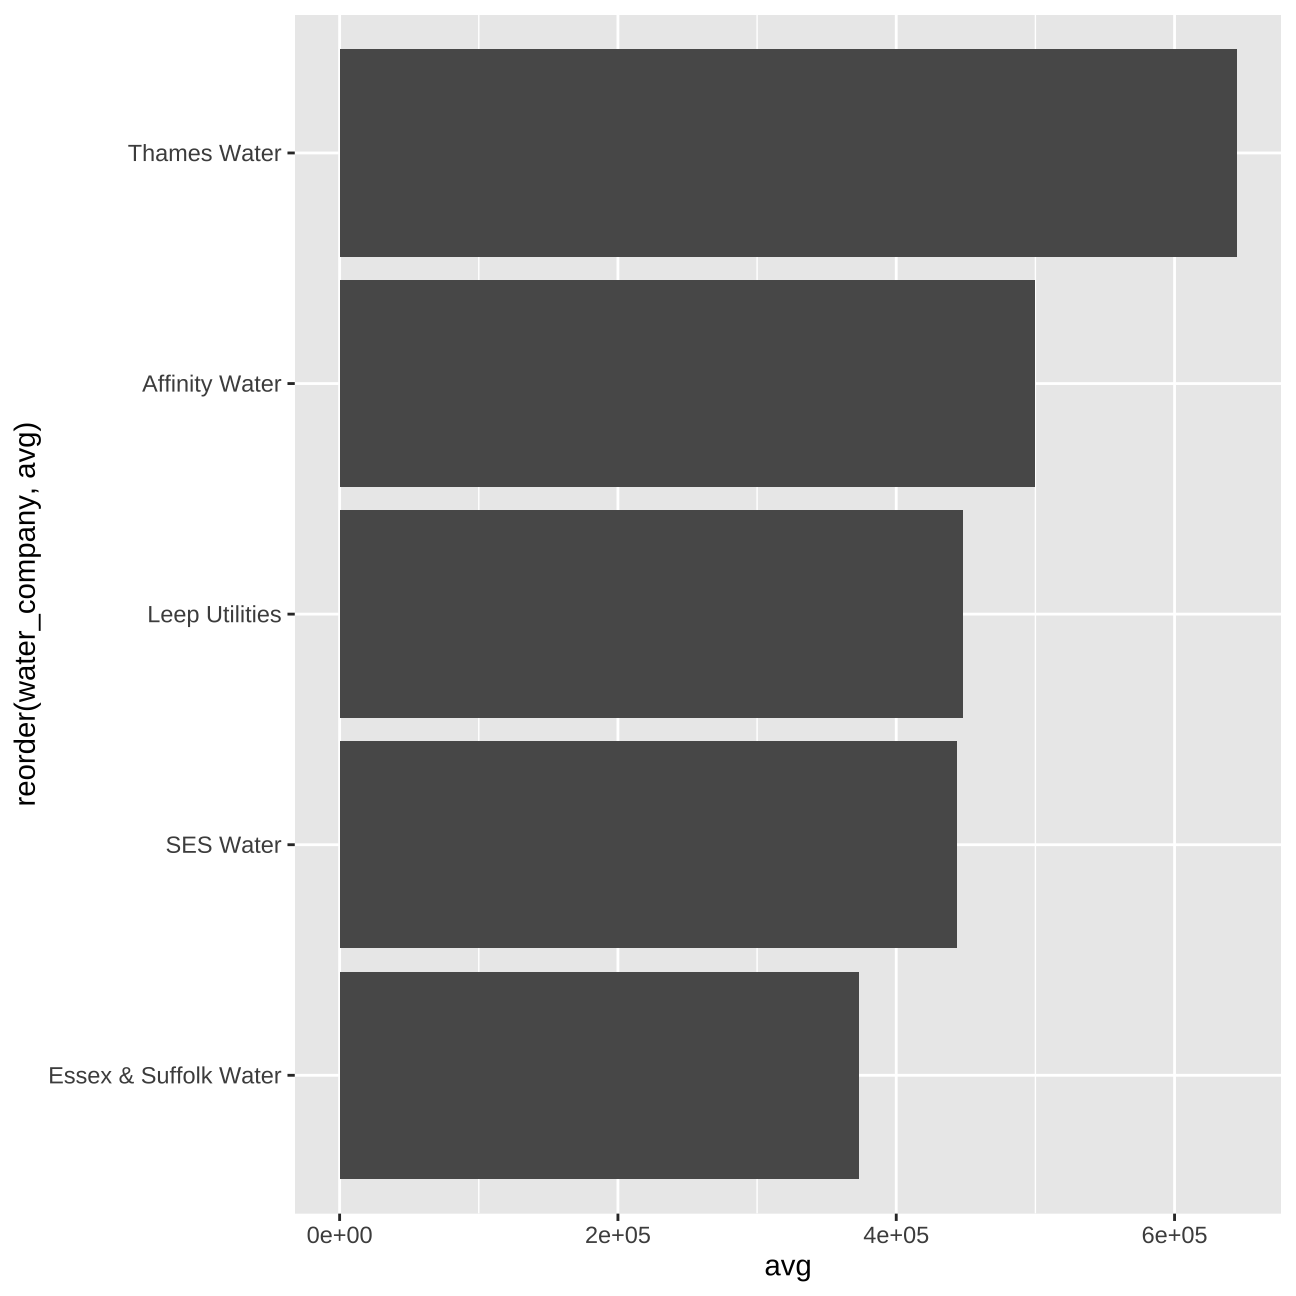 Thames Water
Affinity Water
Leep Utilities
SES Water
Essex & Suffolk Water
reorder(water_company, avg)
0e+00 2e+05 4e+05 6e+05
avg